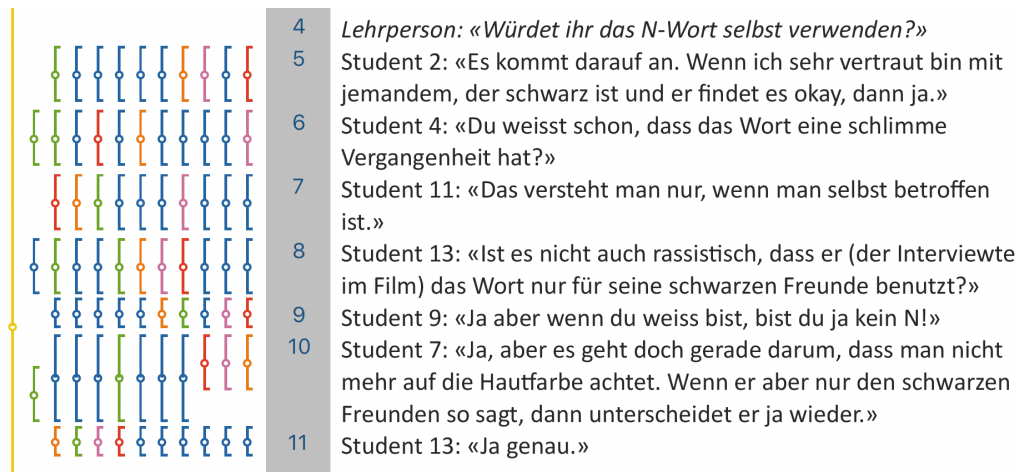 4 Lehrperson: «Würdet ihr das N-Wort selbst verwenden?»
5 Student 2: «Es kommt darauf an. Wenn ich sehr vertraut bin mit
jemandem, der schwarz ist und er findet es okay, dann ja.»
6 Student 4: «Du weisst schon, dass das Wort eine schlimme
Vergangenheit hat?»
7 Student 11: «Das versteht man nur, wenn man selbst betroffen
ist.»
8 Student 13: «Ist es nicht auch rassistisch, dass er (der Interviewte
im Film) das Wort nur für seine schwarzen Freunde benutzt?»
9 Student 9: «Ja aber wenn du weiss bist, bist du ja kein N!»
10 Student 7: «Ja, aber es geht doch gerade darum, dass man nicht
mehr auf die Hautfarbe achtet. Wenn er aber nur den schwarzen
Freunden so sagt, dann unterscheidet er ja wieder.»
11 Student 13: «Ja genau.»